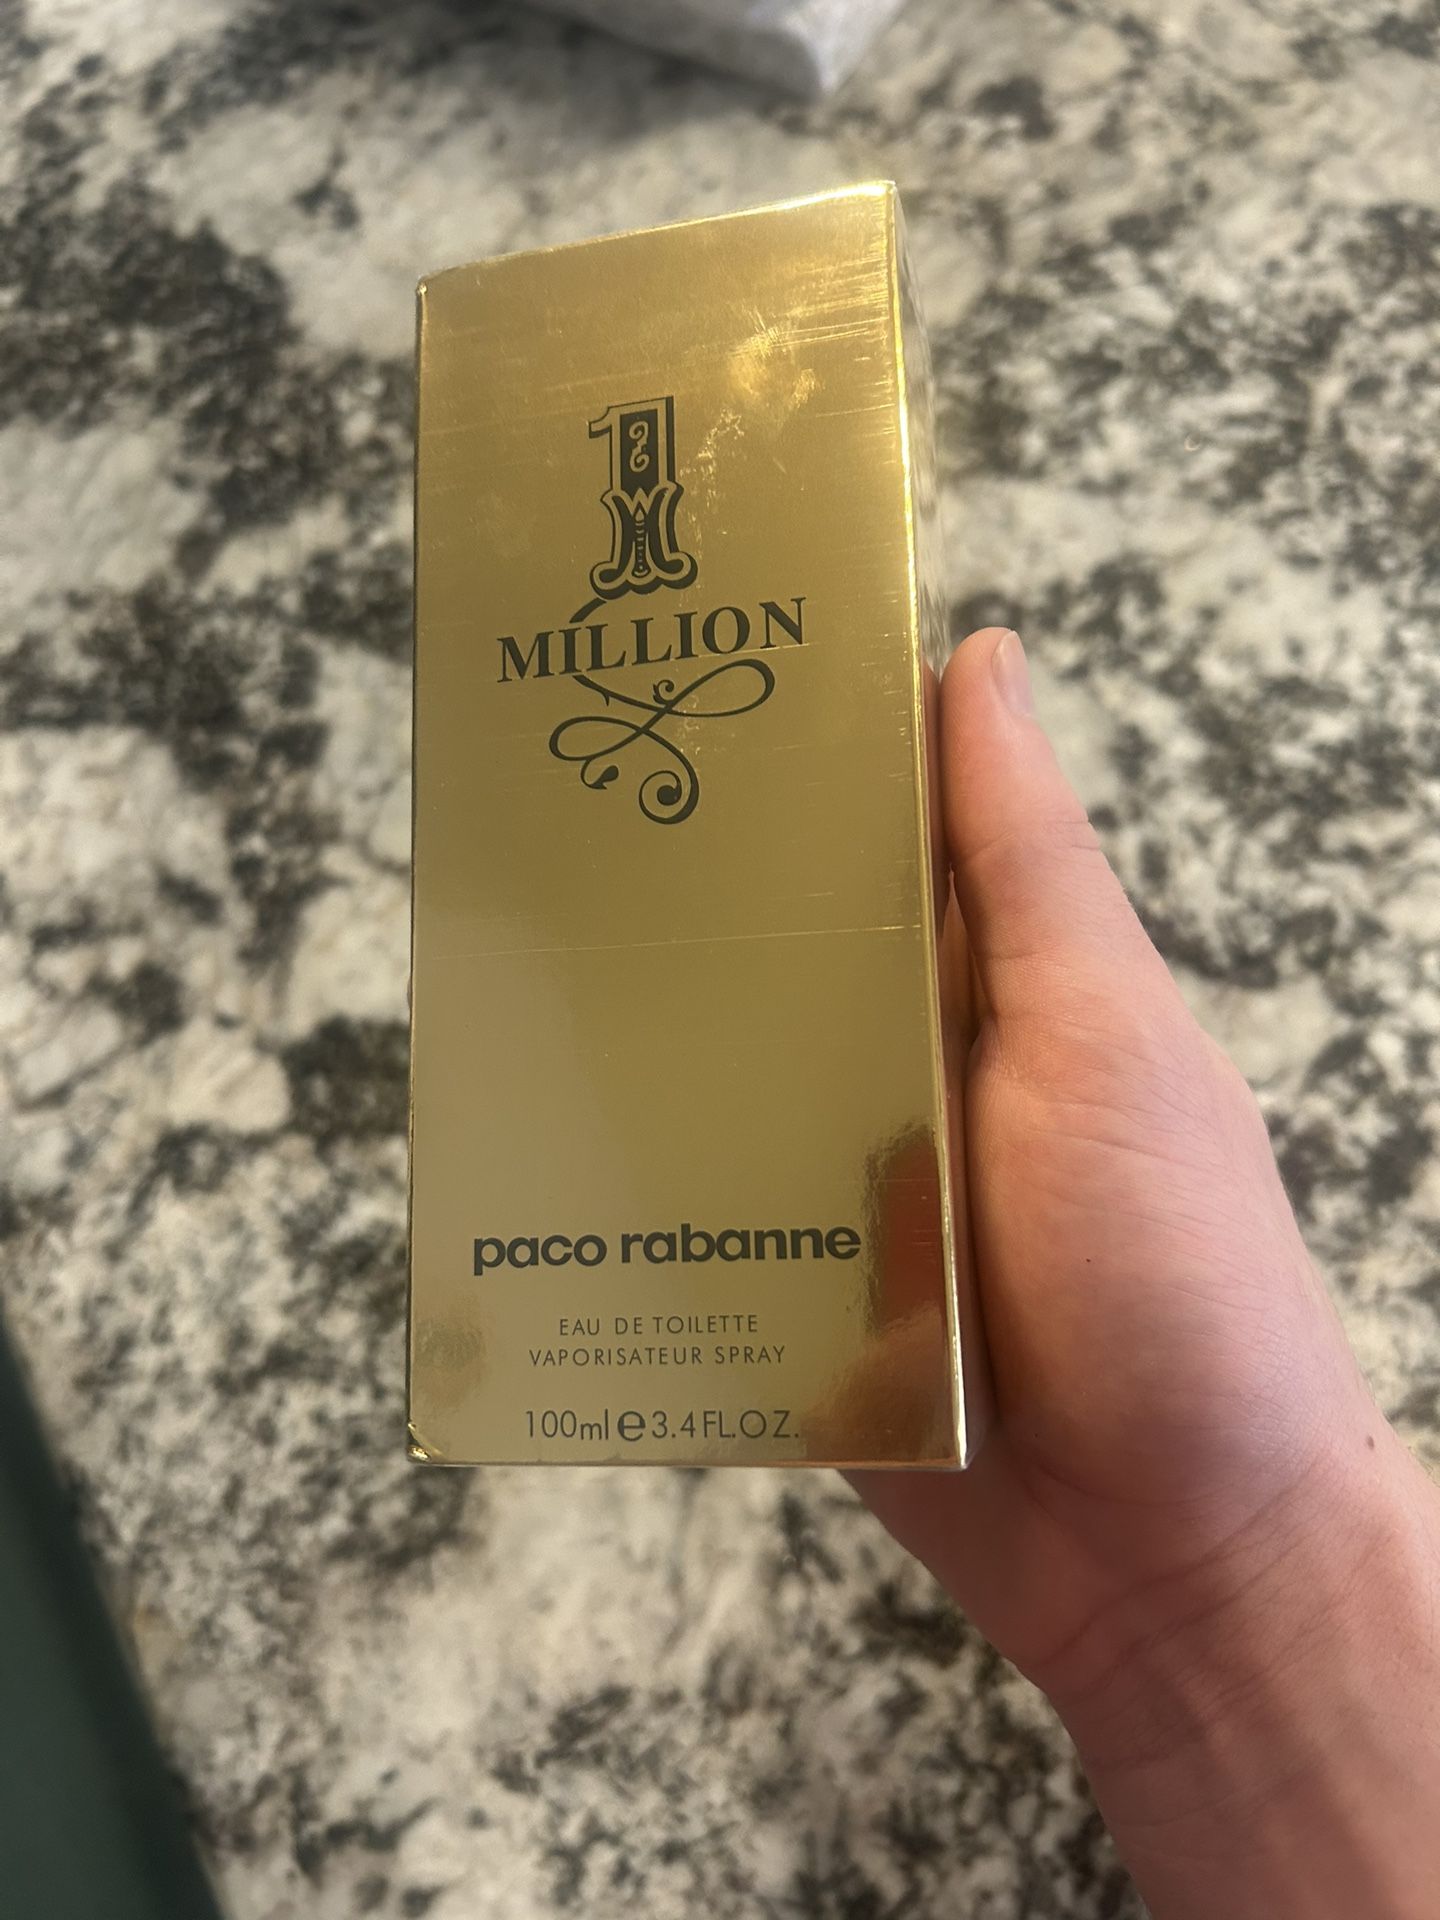 1
MILLION
paco rabanne
EAU DE TOILETTE
VAPORISATEUR SPRAY
100ml e 3.4FL.OZ.